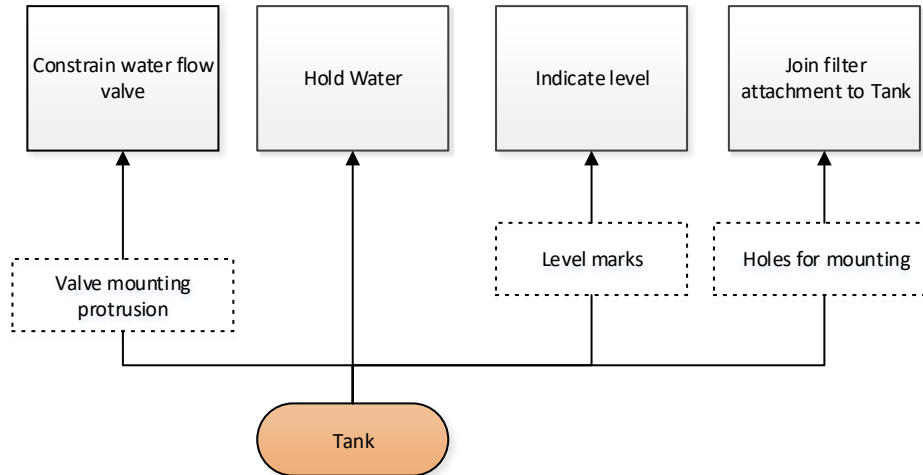 Constrain water flow
valve
Hold Water
Indicate level
Join filter
attachment to Tank
Valve mounting
protrusion
Level marks
Holes for mounting
Tank